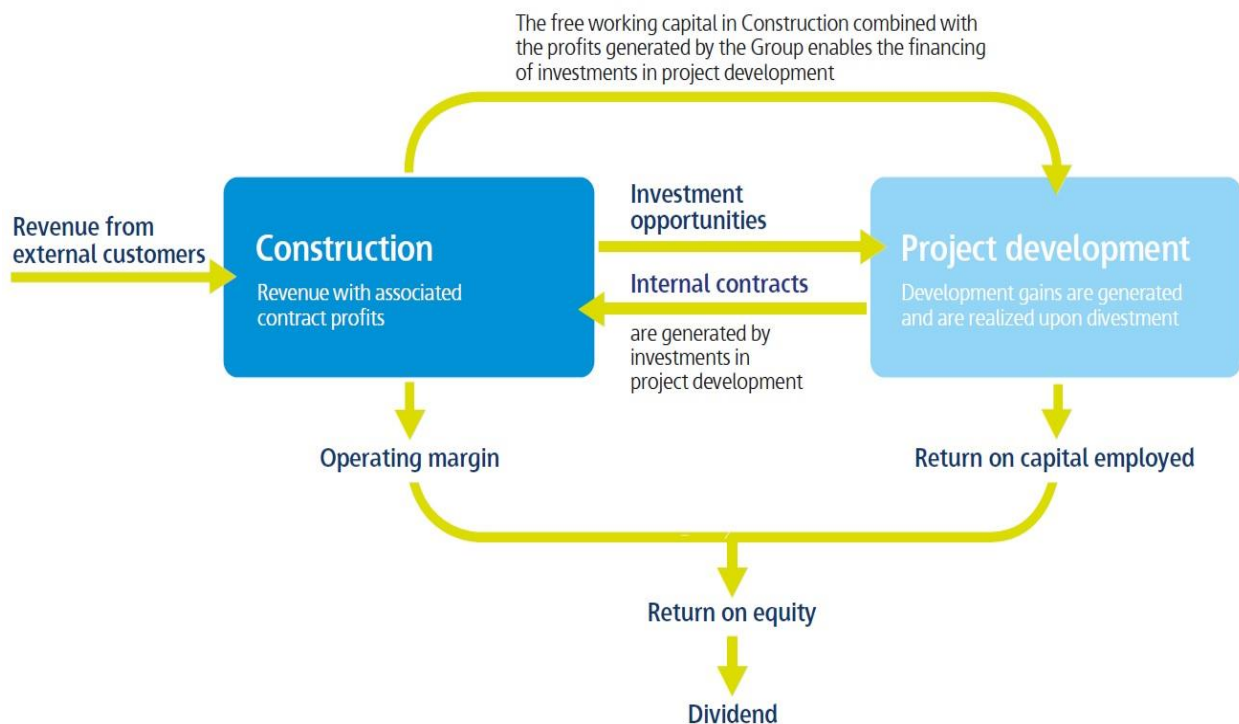 The free working capital in Construction combined with
the profits generated by the Group enables the financing
of investments in project development
Revenue from
external customers
Construction
Revenue with associated
contract profits
Investment
opportunities
Internal contracts
are generated by
investments in
project development
Project development
Development gains are generated
and are realized upon divestment
Operating margin
Return on capital employed
Return on equity
Dividend